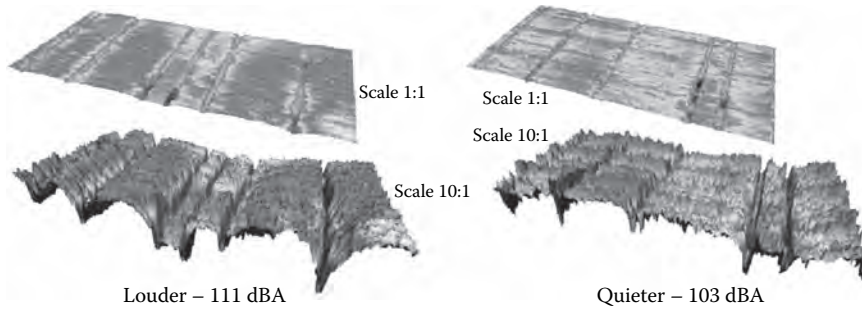 Scale 1:1
Scale 1:1
Scale 10:1
Scale 10:1
Louder – 111 dBA
Quieter – 103 dBA